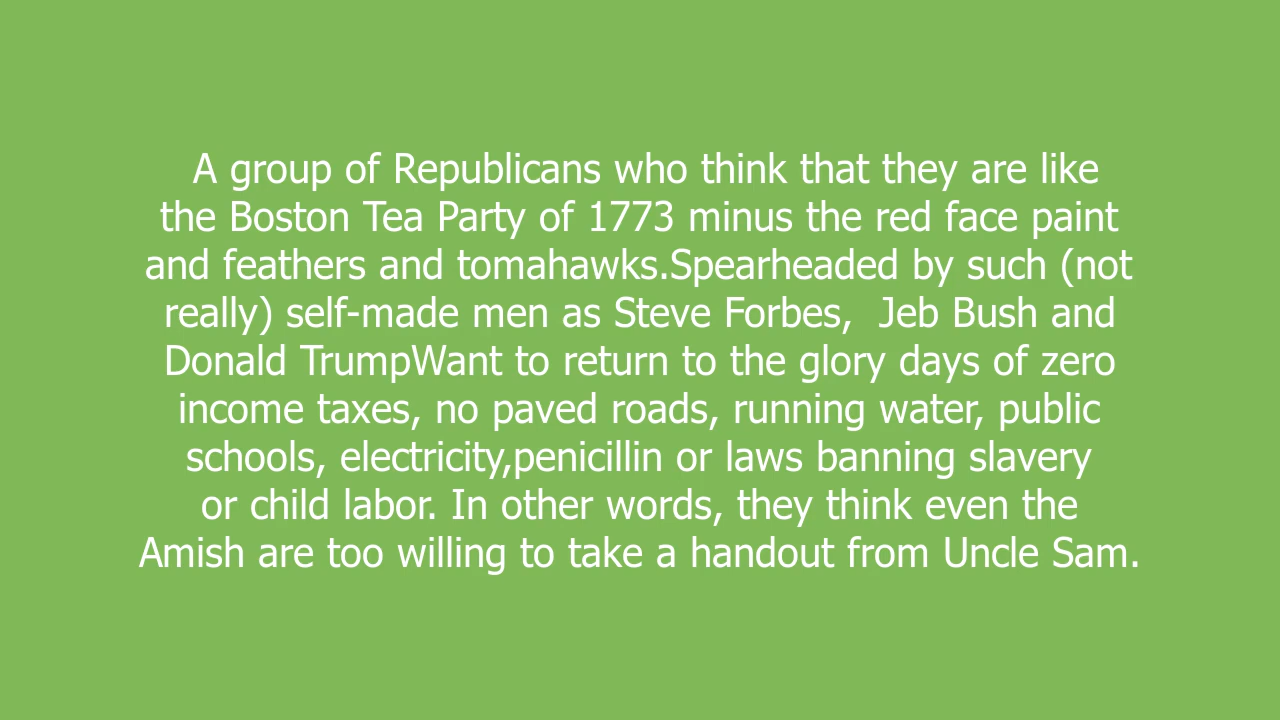 A group of Republicans who think that they are like
the Boston Tea Party of 1773 minus the red face paint
and feathers and tomahawks.Spearheaded by such (not
really) self-made men as Steve Forbes,  Jeb Bush and
Donald TrumpWant to return to the glory days of zero
income taxes, no paved roads, running water, public
schools, electricity,penicillin or laws banning slavery
or child labor. In other words, they think even the
Amish are too willing to take a handout from Uncle Sam.